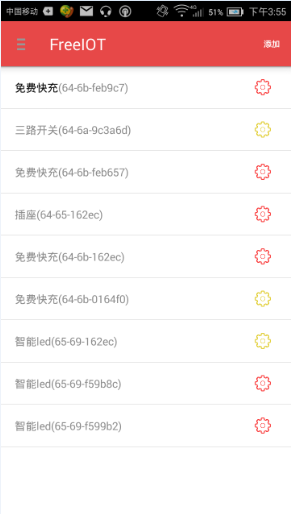 中国移动 4G 51% 下午3:55
FreeIOT 添加
免费快充(64-6b-feb9c7)
三路开关(64-6a-9c3a6d)
免费快充(64-6b-feb657)
插座(64-65-162ec)
免费快充(64-6b-162ec)
免费快充(64-6b-0164f0)
智能led(65-69-162ec)
智能led(65-69-f59b8c)
智能led(65-69-f599b2)